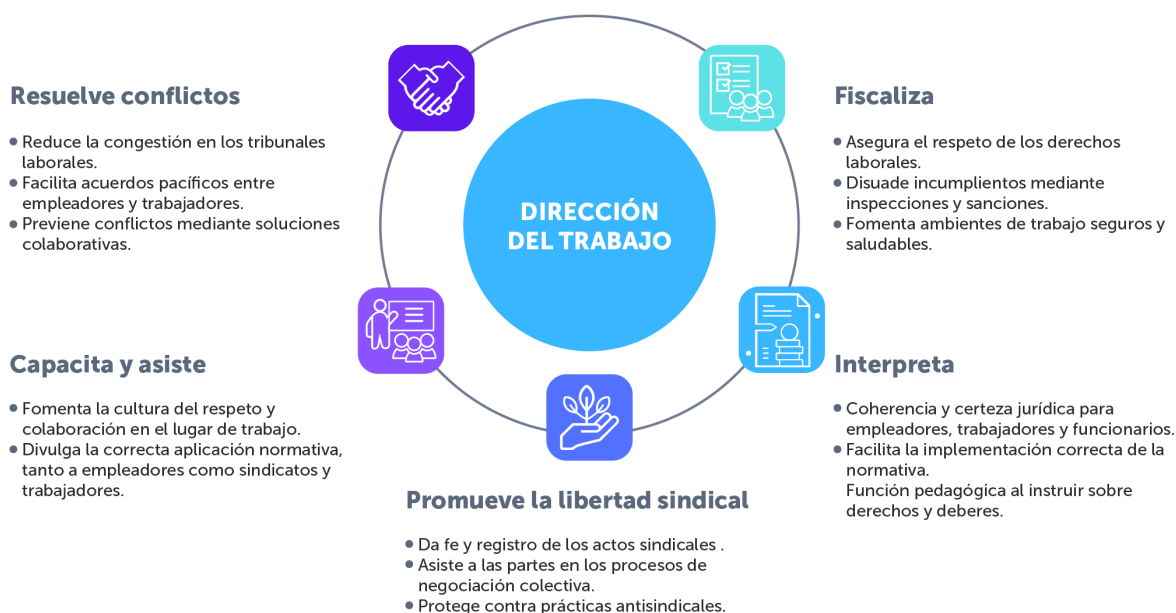 Resuelve conflictos
• Reduce la congestión en los tribunales
laborales.
• Facilita acuerdos pacíficos entre
empleadores y trabajadores.
• Previene conflictos mediante soluciones
colaborativas.
DIRECCIÓN
DEL TRABAJO
Fiscaliza
• Asegura el respeto de los derechos
laborales.
• Disuade incumplientos mediante
inspecciones y sanciones.
• Fomenta ambientes de trabajo seguros y
saludables.
Capacita y asiste
• Fomenta la cultura del respeto y
colaboración en el lugar de trabajo.
• Divulga la correcta aplicación normativa,
tanto a empleadores como sindicatos y
trabajadores.
Interpreta
• Coherencia y certeza jurídica para
empleadores, trabajadores y funcionarios.
• Facilita la implementación correcta de la
normativa.
Función pedagógica al instruir sobre
derechos y deberes.
Promueve la libertad sindical
• Da fe y registro de los actos sindicales .
• Asiste a las partes en los procesos de
negociación colectiva.
• Protege contra prácticas antisindicales.